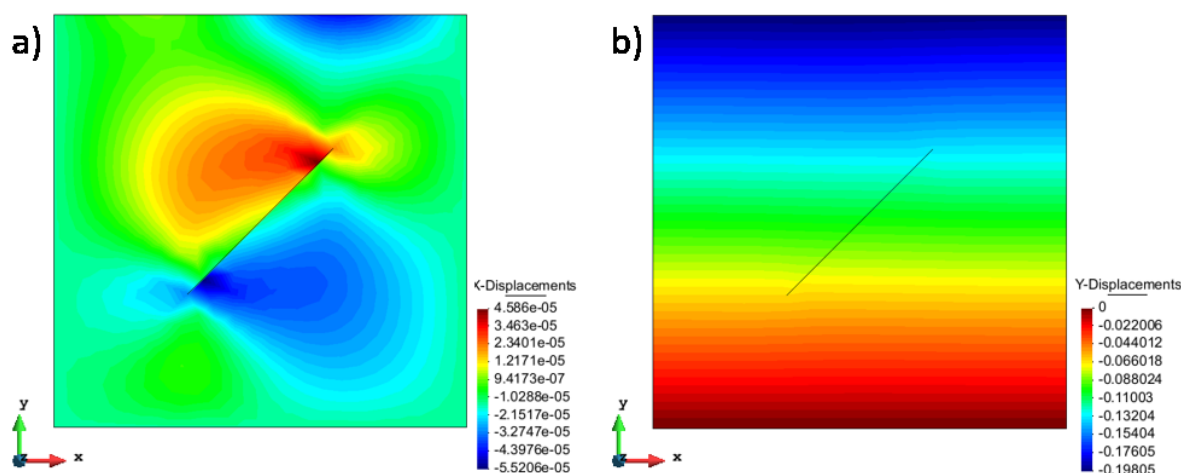 a)
X-Displacements
4.586e-05
3.463e-05
2.3401e-05
1.2171e-05
9.4173e-07
-1.0288e-05
-2.1517e-05
-3.2747e-05
-4.3976e-05
-5.5206e-05
y
z
x
b)
Y-Displacements
0
-0.022006
-0.044012
-0.066018
-0.088024
-0.11003
-0.13204
-0.15404
-0.17605
-0.19805
y
z
x